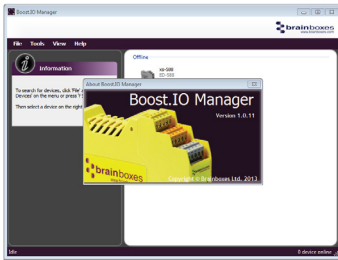 Boost.IO Manager
brainboxes
www.brainboxes.com
File Tools View Help
Information
To search for devices, click 'File'
Devices' on the menu or press
Then select a device on the right
Offline
ED-588
About Boost.IO Manager
Boost.IO Manager
Version 1.0.11
brainboxes
Copyright © Brainboxes Ltd. 2013
Idle
0 device online